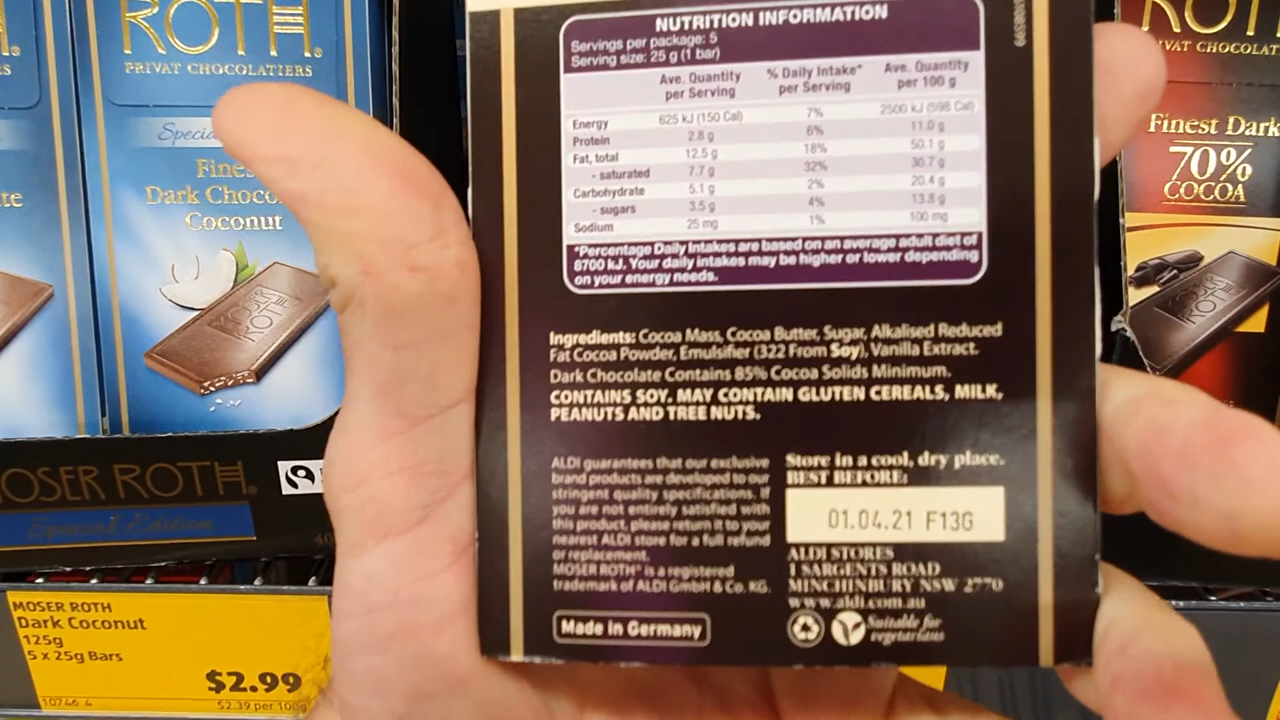 ROTH
PRIVAT CHOCOLATIERS
Finest
Dark Choco
Coconut
MOSER
ROTH
OSER ROTH
Special Edition
MOSER ROTH
Dark Coconut
125g
5 x 25g Bars
$2.99
$2.39 per 100g
NUTRITION INFORMATION
Servings per package: 5
Serving size: 25 g (1 bar)
Ave. Quantity per Serving % Daily Intake* per Serving Ave. Quantity per 100 g
Energy 625 kJ (150 Cal) 7% 2500 kJ (598 Cal)
Protein 2.8 g 6% 11.0 g
Fat, total 12.5 g 18% 50.1 g
- saturated 7.7 g 32% 30.7 g
Carbohydrate 5.1 g 2% 20.4 g
- sugars 3.5 g 4% 13.8 g
Sodium 25 mg 1% 100 mg
*Percentage Daily Intakes are based on an average adult diet of
8700 kJ. Your daily intakes may be higher or lower depending
on your energy needs.
Ingredients: Cocoa Mass, Cocoa Butter, Sugar, Alkalised Reduced
Fat Cocoa Powder, Emulsifier (322 From Soy), Vanilla Extract.
Dark Chocolate Contains 85% Cocoa Solids Minimum.
CONTAINS SOY. MAY CONTAIN GLUTEN CEREALS, MILK,
PEANUTS AND TREE NUTS.
ALDI guarantees that our exclusive
brand products are developed to our
stringent quality specifications. If
you are not entirely satisfied with
this product, please return it to your
nearest ALDI store for a full refund
or replacement.
MOSER ROTH® is a registered
trademark of ALDI GmbH & Co. KG.
Made in Germany
Store in a cool, dry place.
BEST BEFORE:
01.04.21 F13G
ALDI STORES
1 SARGENTS ROAD
MINCHINBURY NSW 2770
www.aldi.com.au
Suitable for
vegetarians
VAT CHOCOLAT
Finest Dark
70%
COCOA